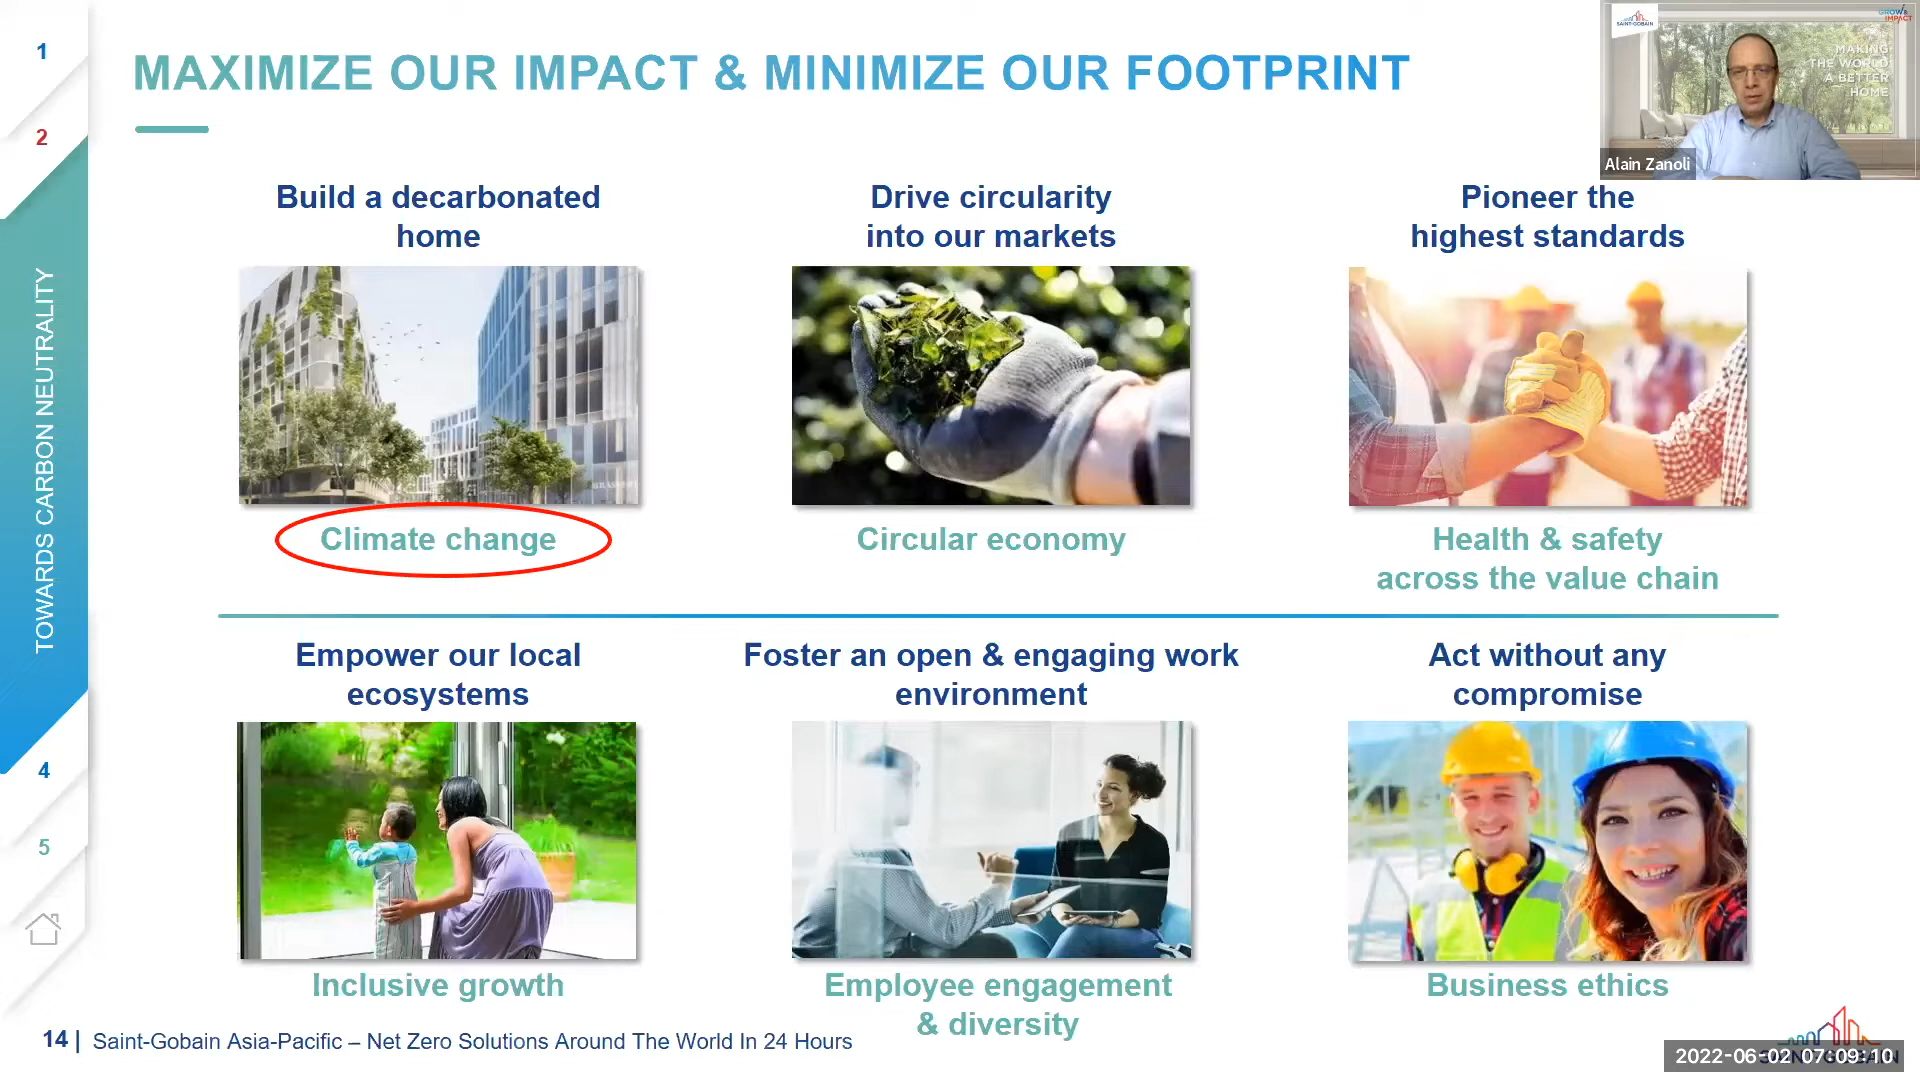 1
2
TOWARDS CARBON NEUTRALITY
4
5
MAXIMIZE OUR IMPACT & MINIMIZE OUR FOOTPRINT
SAINT-GOBAIN
GROW & IMPACT
MAKING
THE WORLD
A BETTER
HOME
Alain Zanoli
Build a decarbonated
home
Climate change
Drive circularity
into our markets
Circular economy
Pioneer the
highest standards
Health & safety
across the value chain
Empower our local
ecosystems
Inclusive growth
Foster an open & engaging work
environment
Employee engagement
& diversity
Act without any
compromise
Business ethics
14 | Saint-Gobain Asia-Pacific – Net Zero Solutions Around The World In 24 Hours
2022-06-02 07:09:10